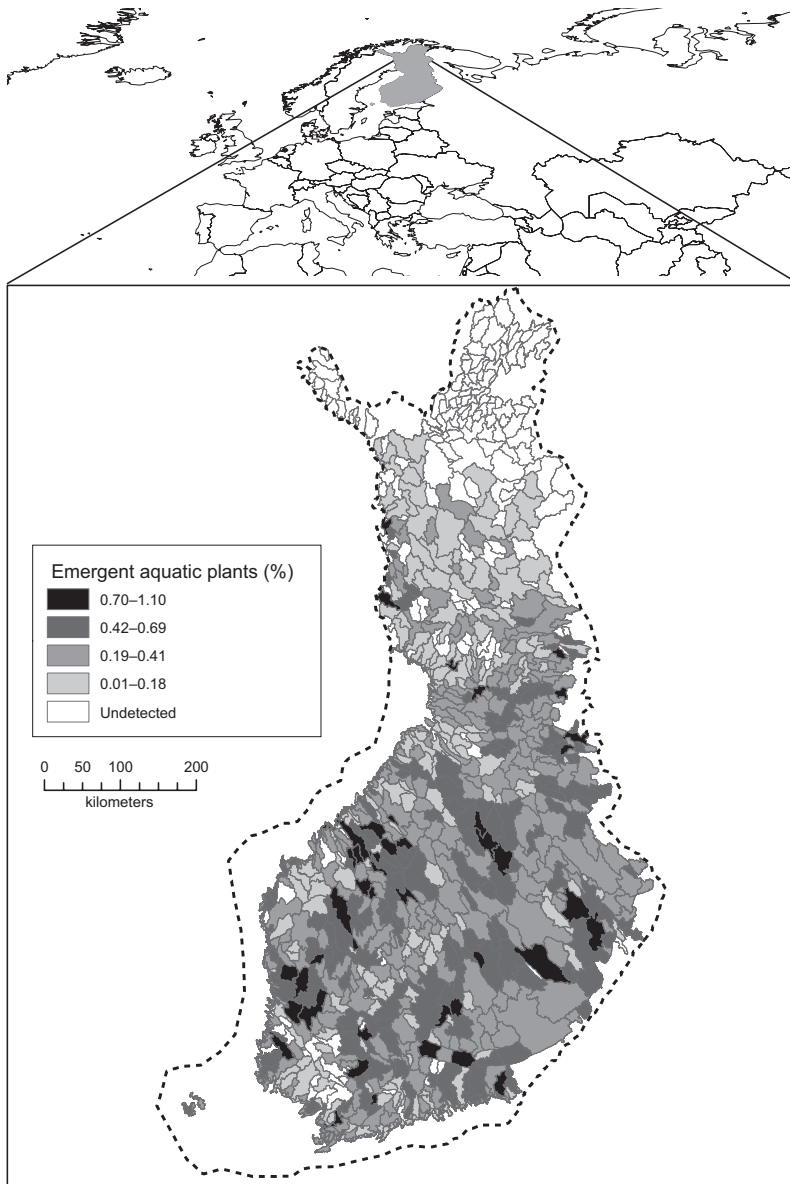 Emergent aquatic plants (%)
0.70–1.10
0.42–0.69
0.19–0.41
0.01–0.18
Undetected
0 50 100 200
kilometers